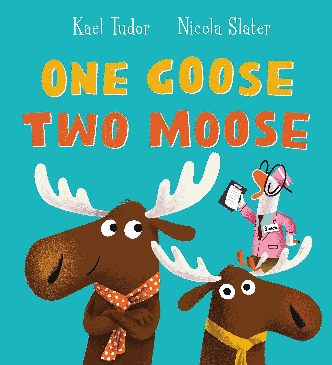 Kael Tudor Nicola Slater
ONE GOOSE
TWO MOOSE